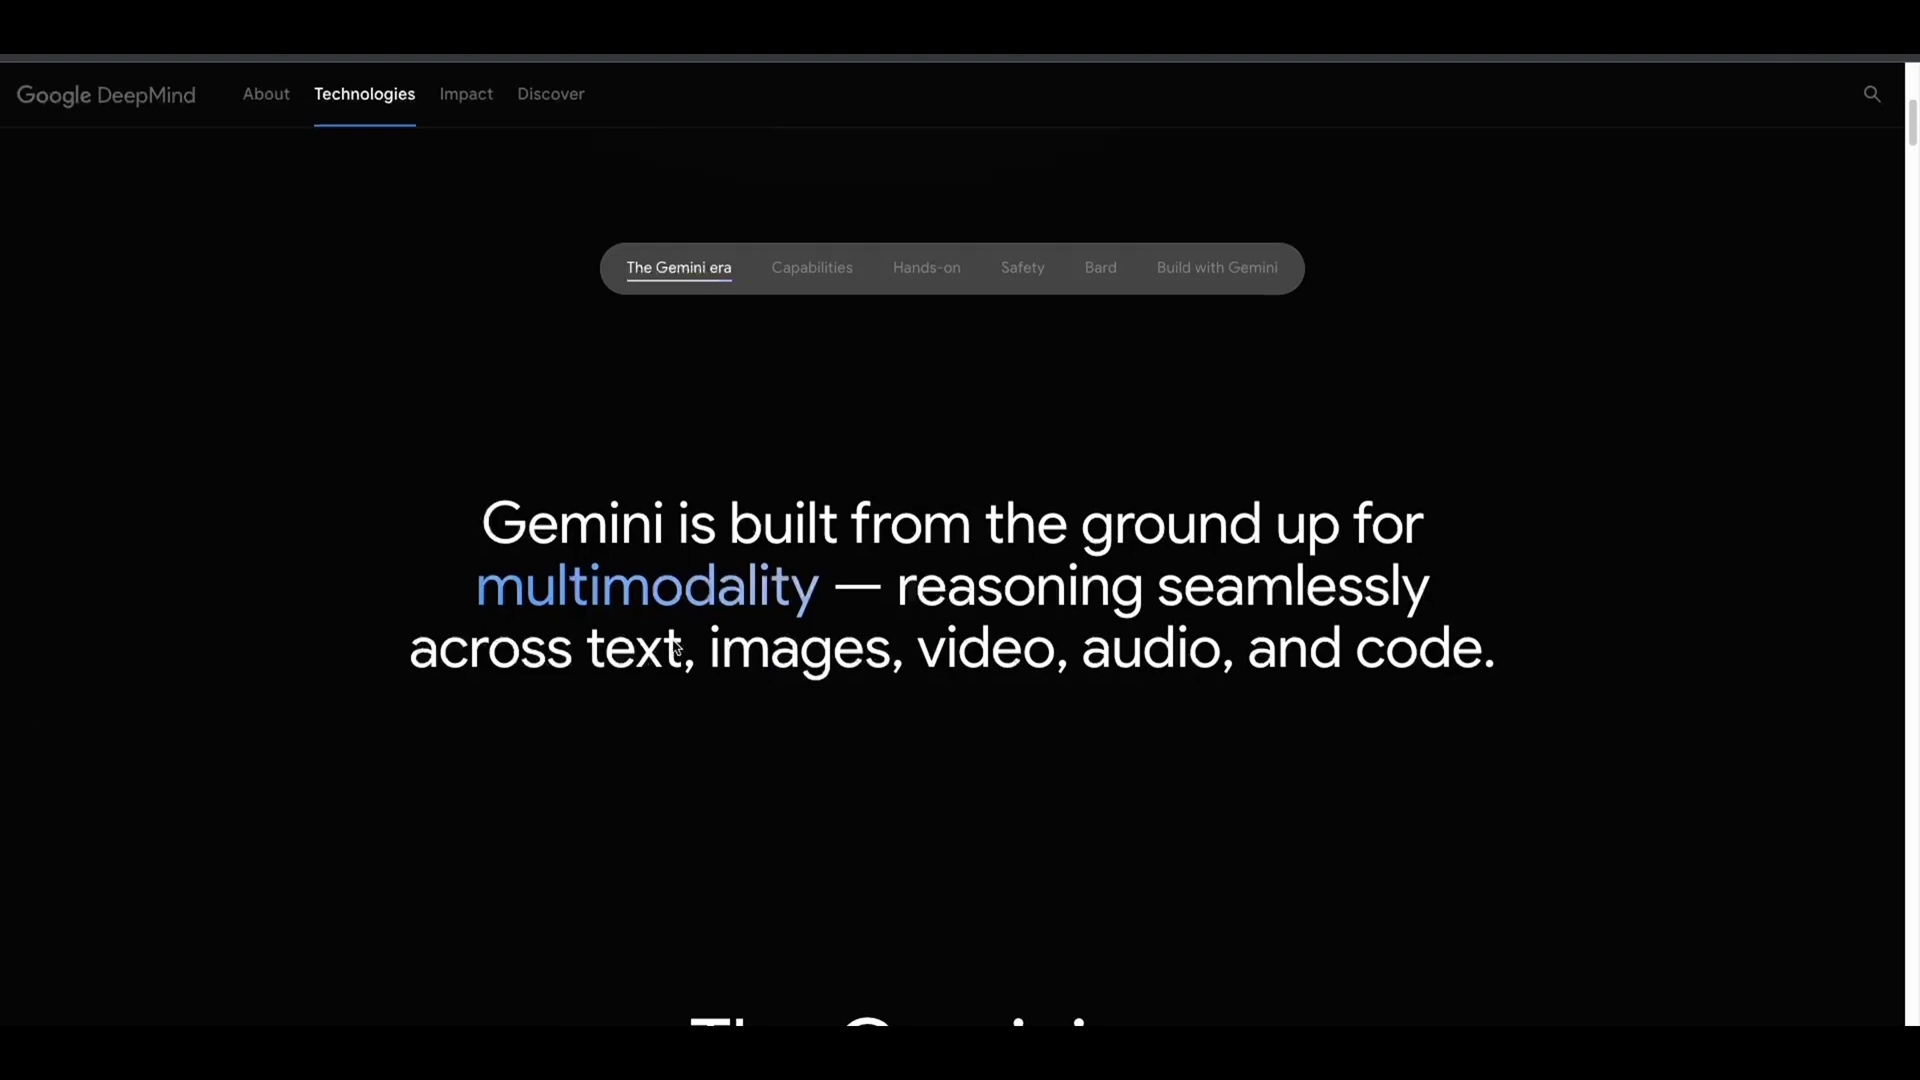 Google DeepMind About Technologies Impact Discover
The Gemini era Capabilities Hands-on Safety Bard Build with Gemini
Gemini is built from the ground up for
multimodality — reasoning seamlessly
across text, images, video, audio, and code.